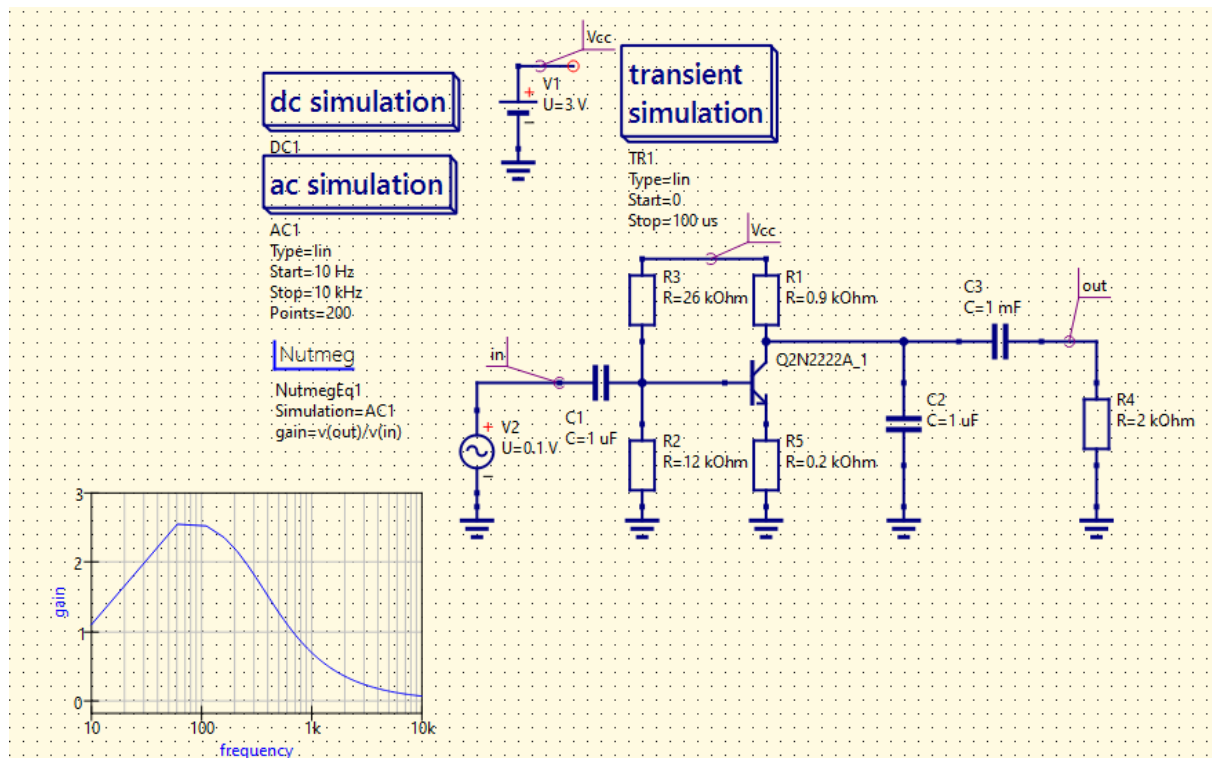 dc simulation
DC1
ac simulation
AC1
Type=lin
Start=10 Hz
Stop=10 kHz
Points=200
Nutmeg
NutmegEq1
Simulation=AC1
gain=v(out)/v(in)
Vcc
+
V1
U=3 V
−
transient
simulation
TR1
Type=lin
Start=0
Stop=100 us
Vcc
R3
R=26 kOhm
R1
R=0.9 kOhm
C3
C=1 mF
out
in
Q2N2222A_1
C1
C=1 uF
+
V2
U=0.1 V
−
R2
R=12 kOhm
R5
R=0.2 kOhm
C2
C=1 uF
R4
R=2 kOhm
3
2
1
0
gain
10
100
1k
10k
frequency